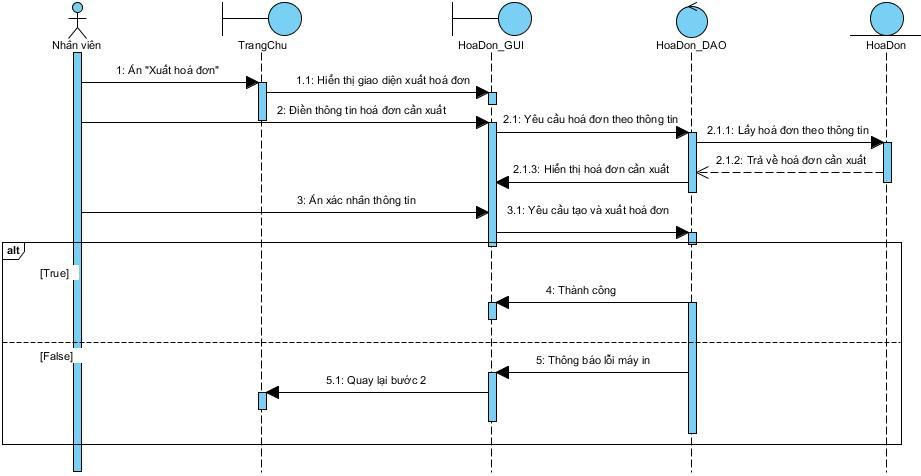 Nhân viên
TrangChu
HoaDon_GUI
HoaDon_DAO
HoaDon
1: Ấn "Xuất hoá đơn"
1.1: Hiển thị giao diện xuất hoá đơn
2: Điền thông tin hoá đơn cần xuất
2.1: Yêu cầu hoá đơn theo thông tin
2.1.1: Lấy hoá đơn theo thông tin
2.1.2: Trả về hoá đơn cần xuất
2.1.3: Hiển thị hoá đơn cần xuất
3: Ấn xác nhân thông tin
3.1: Yêu cầu tạo và xuất hoá đơn
alt
[True]
4: Thành công
[False]
5: Thông báo lỗi máy in
5.1: Quay lại bước 2